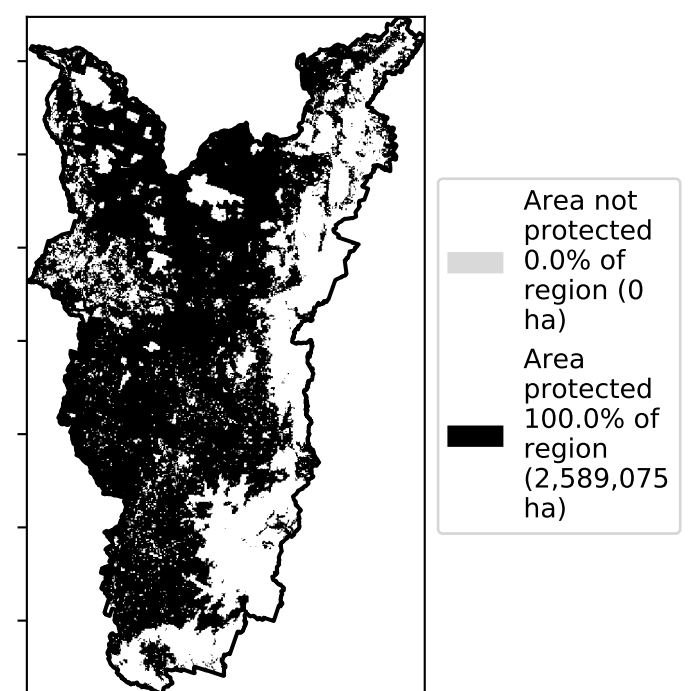 Area not
protected
0.0% of
region (0
ha)
Area
protected
100.0% of
region
(2,589,075
ha)